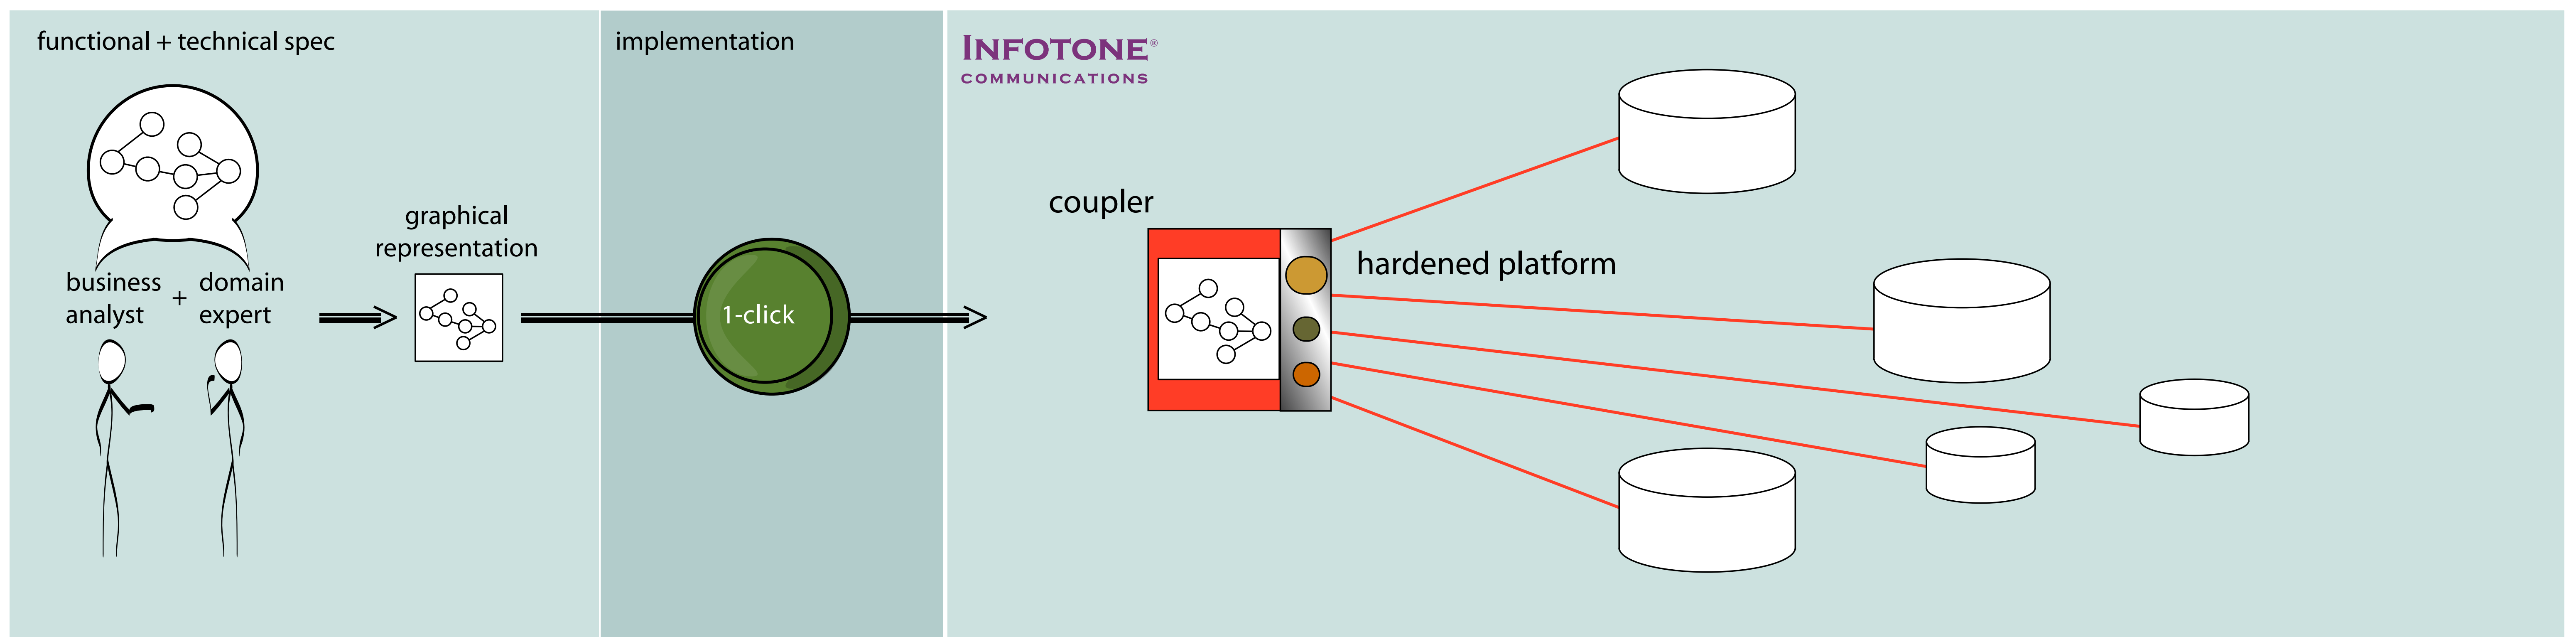 functional + technical spec
business analyst
+
domain expert
graphical
representation
implementation
1-click
INFOTONE®
COMMUNICATIONS
coupler
hardened platform